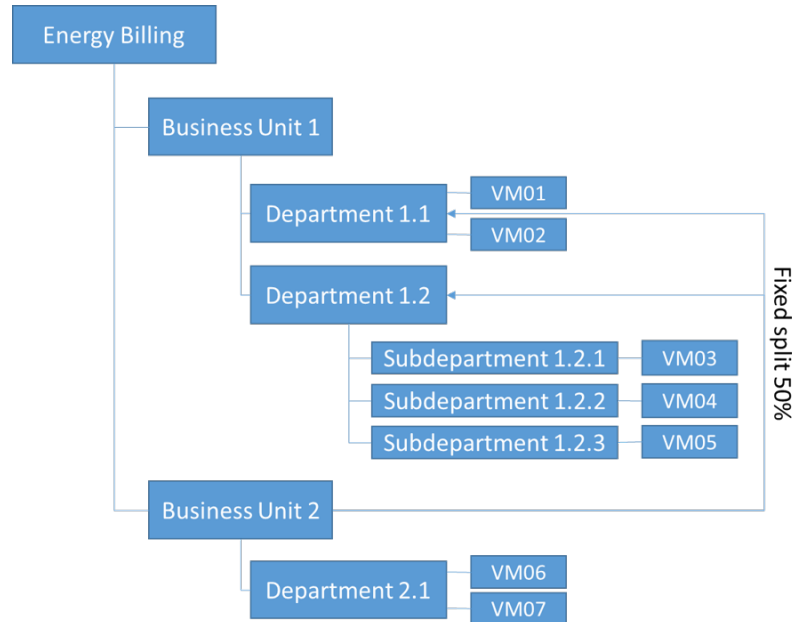 Energy Billing
Business Unit 1
Department 1.1
VM01
VM02
Department 1.2
Subdepartment 1.2.1
VM03
Subdepartment 1.2.2
VM04
Subdepartment 1.2.3
VM05
Fixed split 50%
Business Unit 2
Department 2.1
VM06
VM07